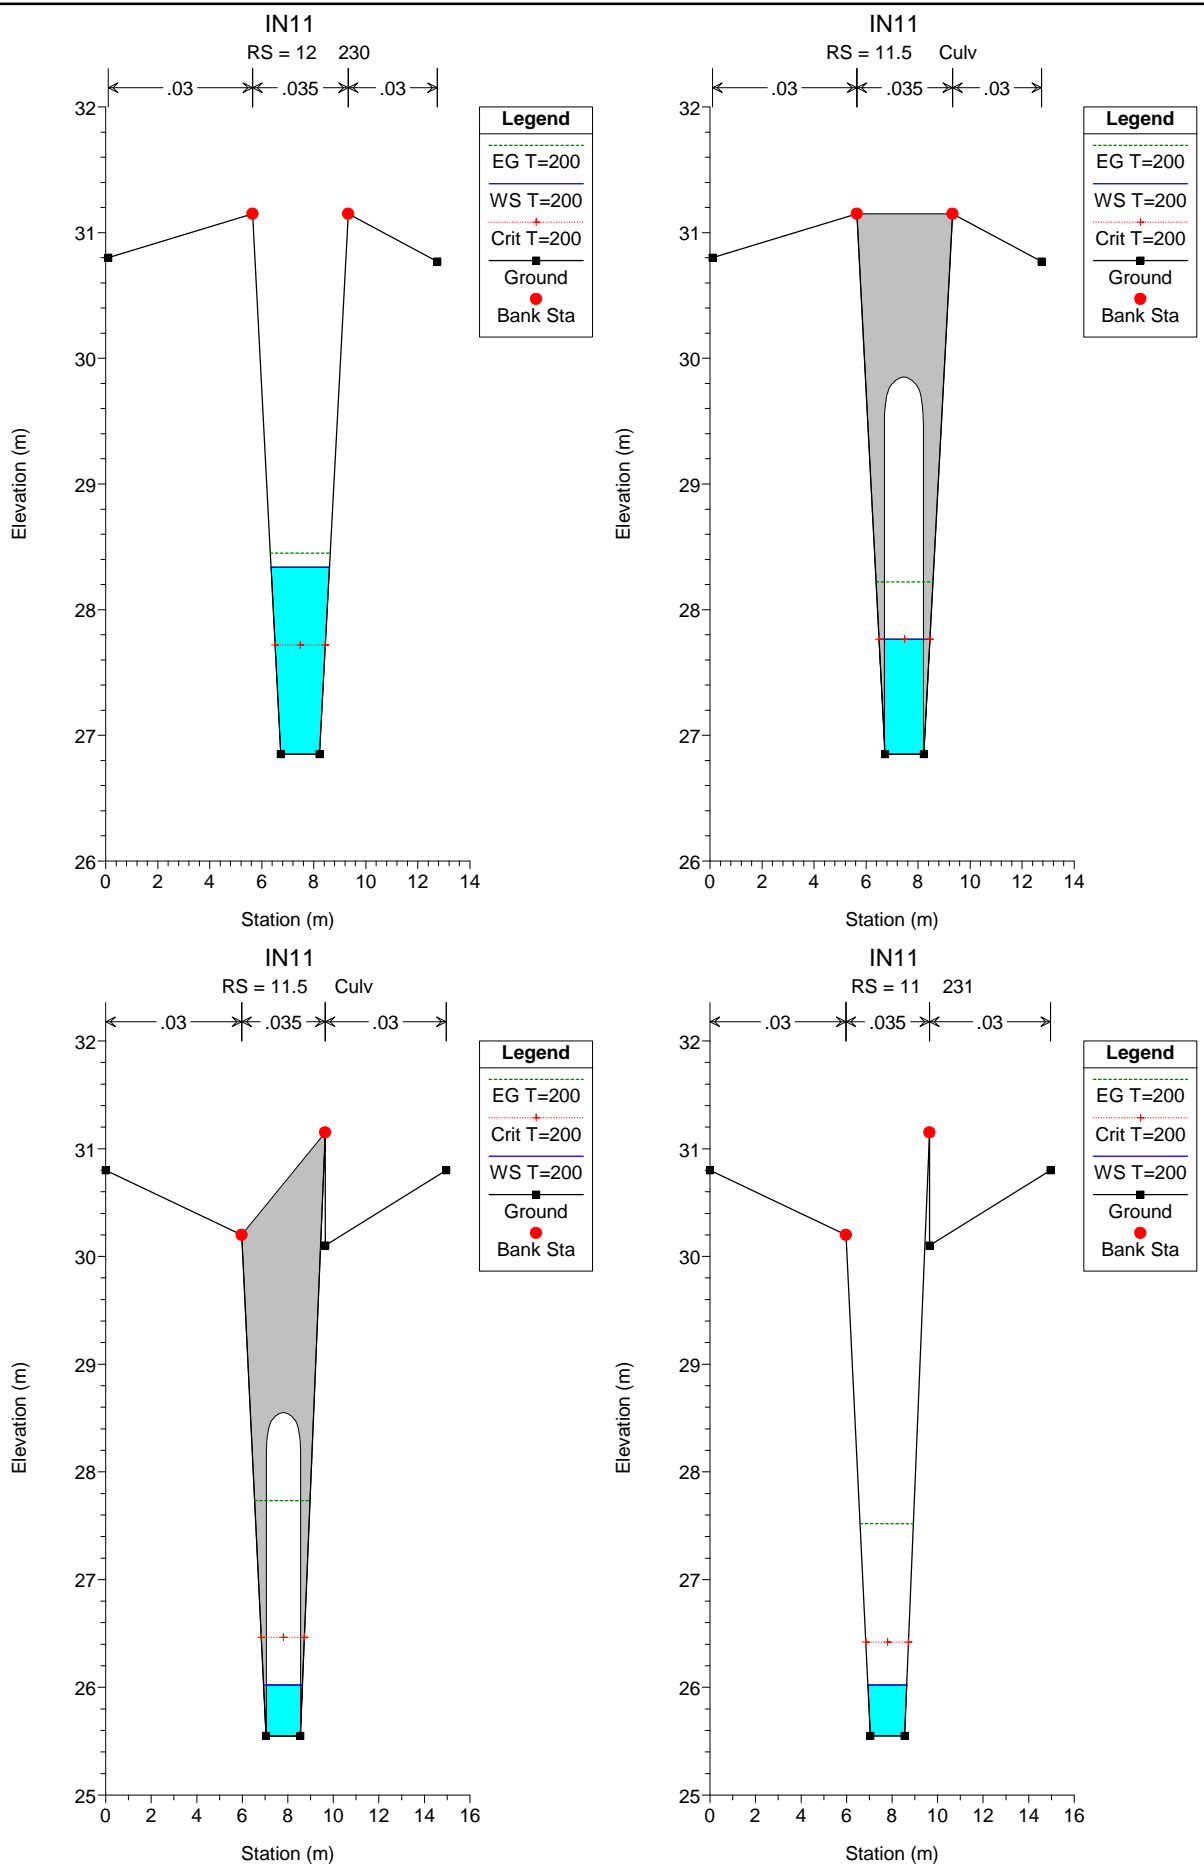 IN11
RS = 12 230
.03 .035 .03
32
31
30
29
28
27
26
Elevation (m)
0 2 4 6 8 10 12 14
Station (m)
Legend
EG T=200
WS T=200
Crit T=200
Ground
Bank Sta
IN11
RS = 11.5 Culv
.03 .035 .03
32
31
30
29
28
27
26
Elevation (m)
0 2 4 6 8 10 12 14
Station (m)
Legend
EG T=200
WS T=200
Crit T=200
Ground
Bank Sta
IN11
RS = 11.5 Culv
.03 .035 .03
32
31
30
29
28
27
26
25
Elevation (m)
0 2 4 6 8 10 12 14 16
Station (m)
Legend
EG T=200
Crit T=200
WS T=200
Ground
Bank Sta
IN11
RS = 11 231
.03 .035 .03
32
31
30
29
28
27
26
25
Elevation (m)
0 2 4 6 8 10 12 14 16
Station (m)
Legend
EG T=200
Crit T=200
WS T=200
Ground
Bank Sta